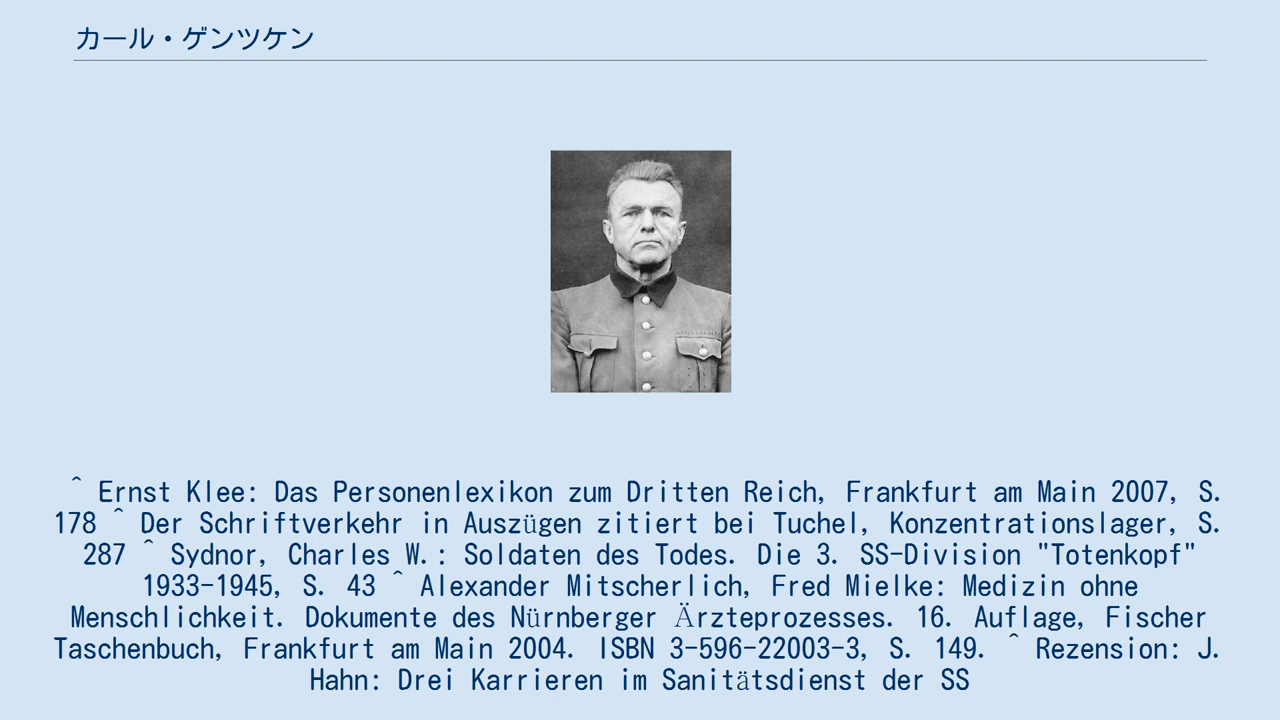 カール・ゲンツケン
^ Ernst Klee: Das Personenlexikon zum Dritten Reich, Frankfurt am Main 2007, S.
178 ^ Der Schriftverkehr in Auszügen zitiert bei Tuchel, Konzentrationslager, S.
287 ^ Sydnor, Charles W.: Soldaten des Todes. Die 3. SS-Division "Totenkopf"
1933-1945, S. 43 ^ Alexander Mitscherlich, Fred Mielke: Medizin ohne
Menschlichkeit. Dokumente des Nürnberger Ärzteprozesses. 16. Auflage, Fischer
Taschenbuch, Frankfurt am Main 2004. ISBN 3-596-22003-3, S. 149. ^ Rezension: J.
Hahn: Drei Karrieren im Sanitätsdienst der SS